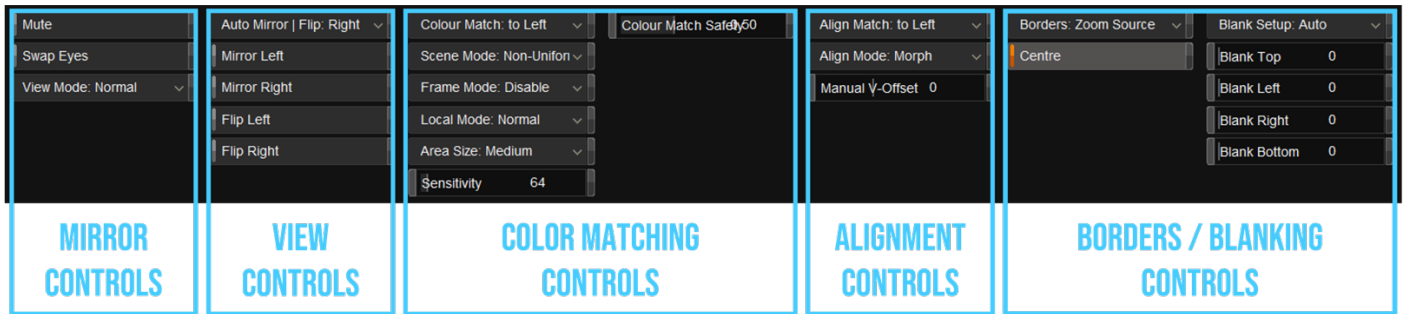 Mute
Swap Eyes
View Mode: Normal
MIRROR
CONTROLS
Auto Mirror | Flip: Right
Mirror Left
Mirror Right
Flip Left
Flip Right
VIEW
CONTROLS
Colour Match: to Left
Scene Mode: Non-Uniforn
Frame Mode: Disable
Local Mode: Normal
Area Size: Medium
Sensitivity 64
Colour Match Safety 0.50
COLOR MATCHING
CONTROLS
Align Match: to Left
Align Mode: Morph
Manual V-Offset 0
ALIGNMENT
CONTROLS
Borders: Zoom Source
Centre
Blank Setup: Auto
Blank Top 0
Blank Left 0
Blank Right 0
Blank Bottom 0
BORDERS / BLANKING
CONTROLS